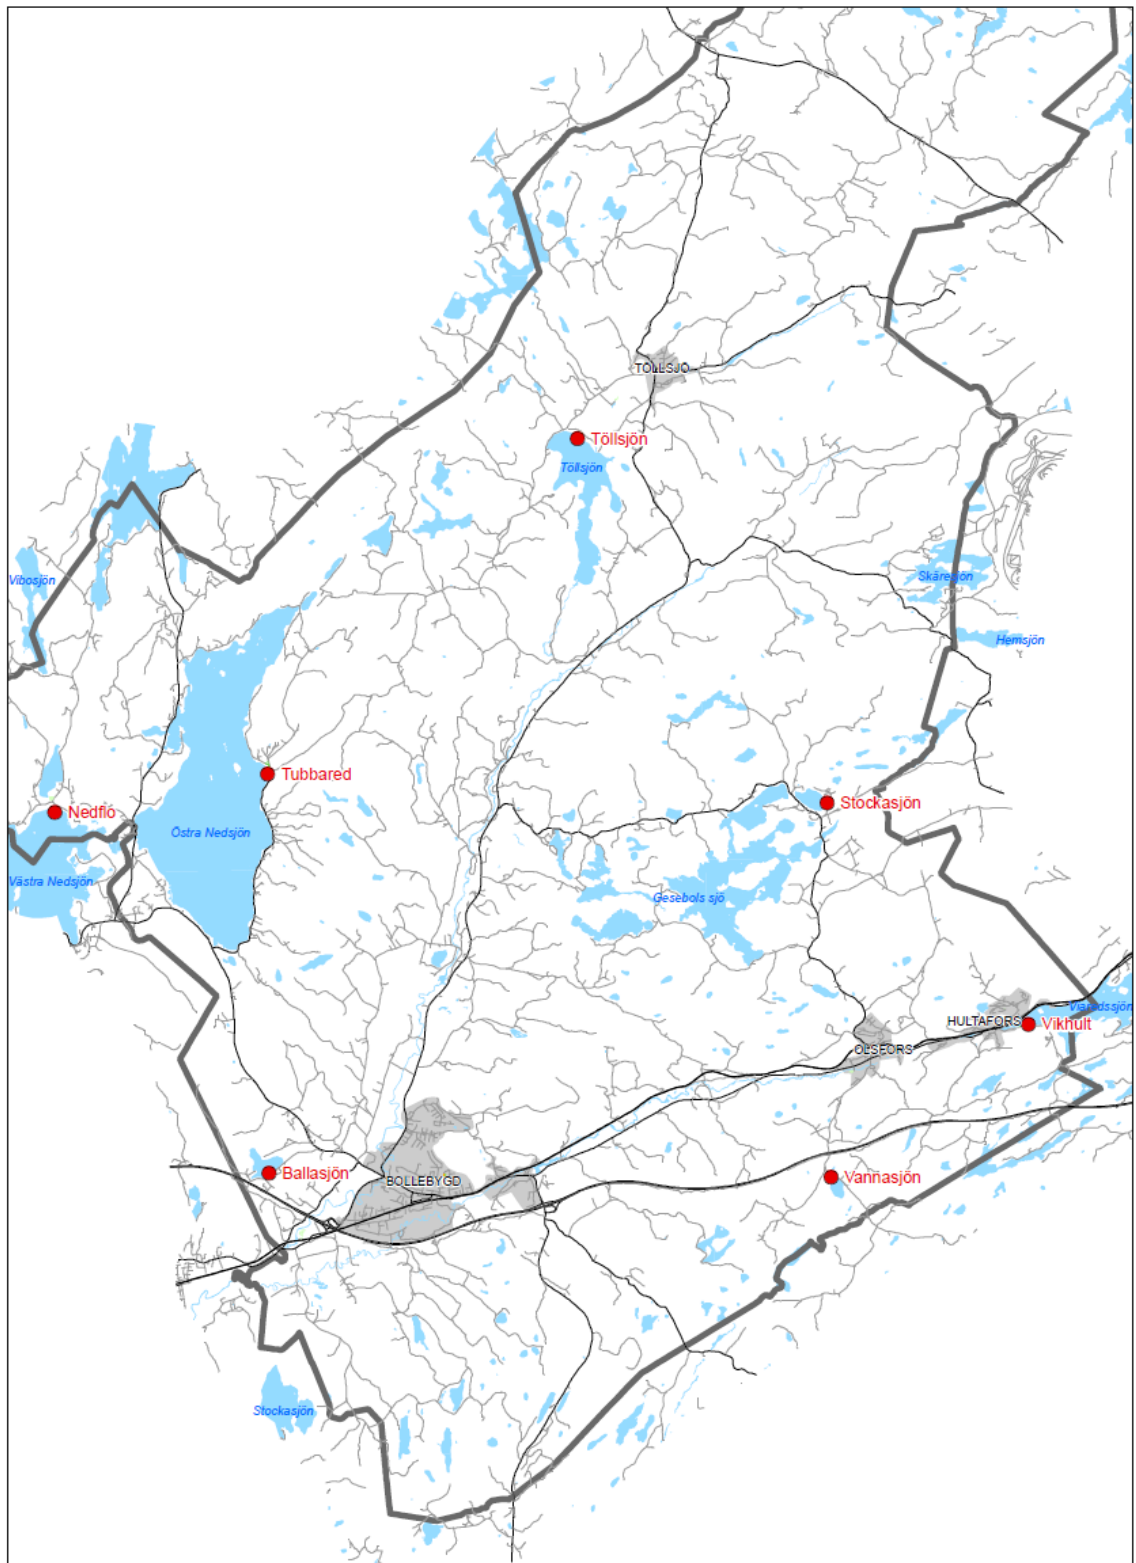 TÖLLSJÖ
Töllsjön
Töllsjön
Vibosjön
Skäresjön
Hemsjön
Tubbared
Stockasjön
Nedflo
Östra Nedsjön
Västra Nedsjön
Gesebols sjö
Viaredssjön
HULTAFORS
Vikhult
OLSFORS
Ballasjön
BOLLEBYGD
Vannasjön
Stockasjön